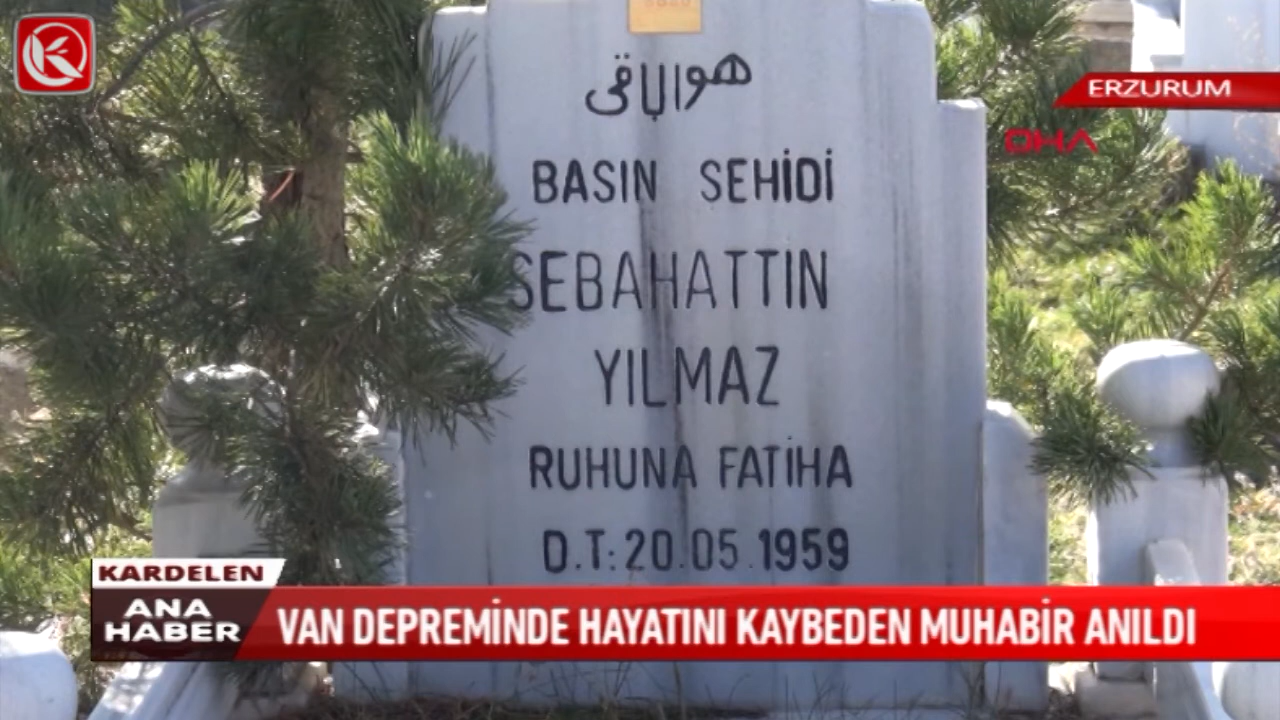 ERZURUM
DHA
هوالباقی
BASIN SEHİDİ
SEBAHATTIN
YILMAZ
RUHUNA FATİHA
D.T: 20.05.1959
KARDELEN
ANA
HABER
VAN DEPREMİNDE HAYATINI KAYBEDEN MUHABİR ANILDI